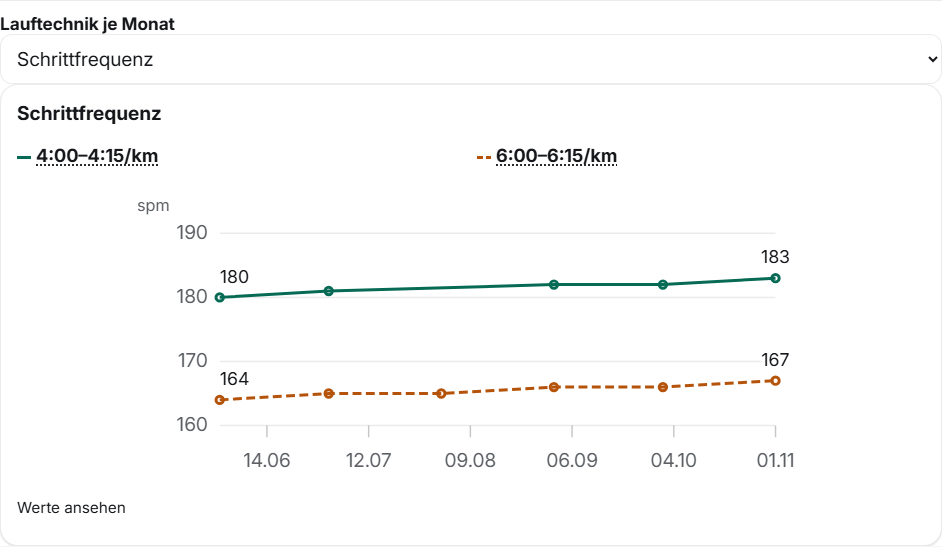 Lauftechnik je Monat
Schrittfrequenz
Schrittfrequenz
4:00–4:15/km
6:00–6:15/km
spm
190
183
180
180
170
167
164
160
14.06 12.07 09.08 06.09 04.10 01.11
Werte ansehen